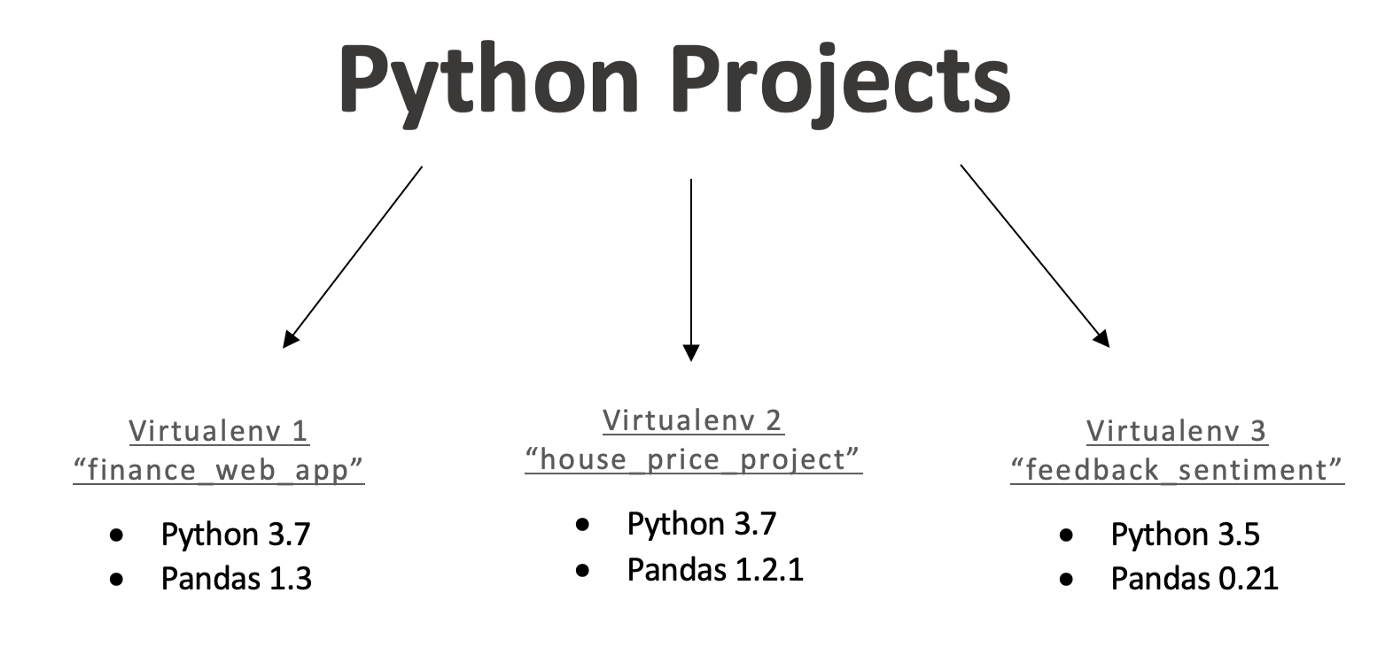 Python Projects
Virtualenv 1
“finance_web_app”
• Python 3.7
• Pandas 1.3
Virtualenv 2
“house_price_project”
• Python 3.7
• Pandas 1.2.1
Virtualenv 3
“feedback_sentiment”
• Python 3.5
• Pandas 0.21